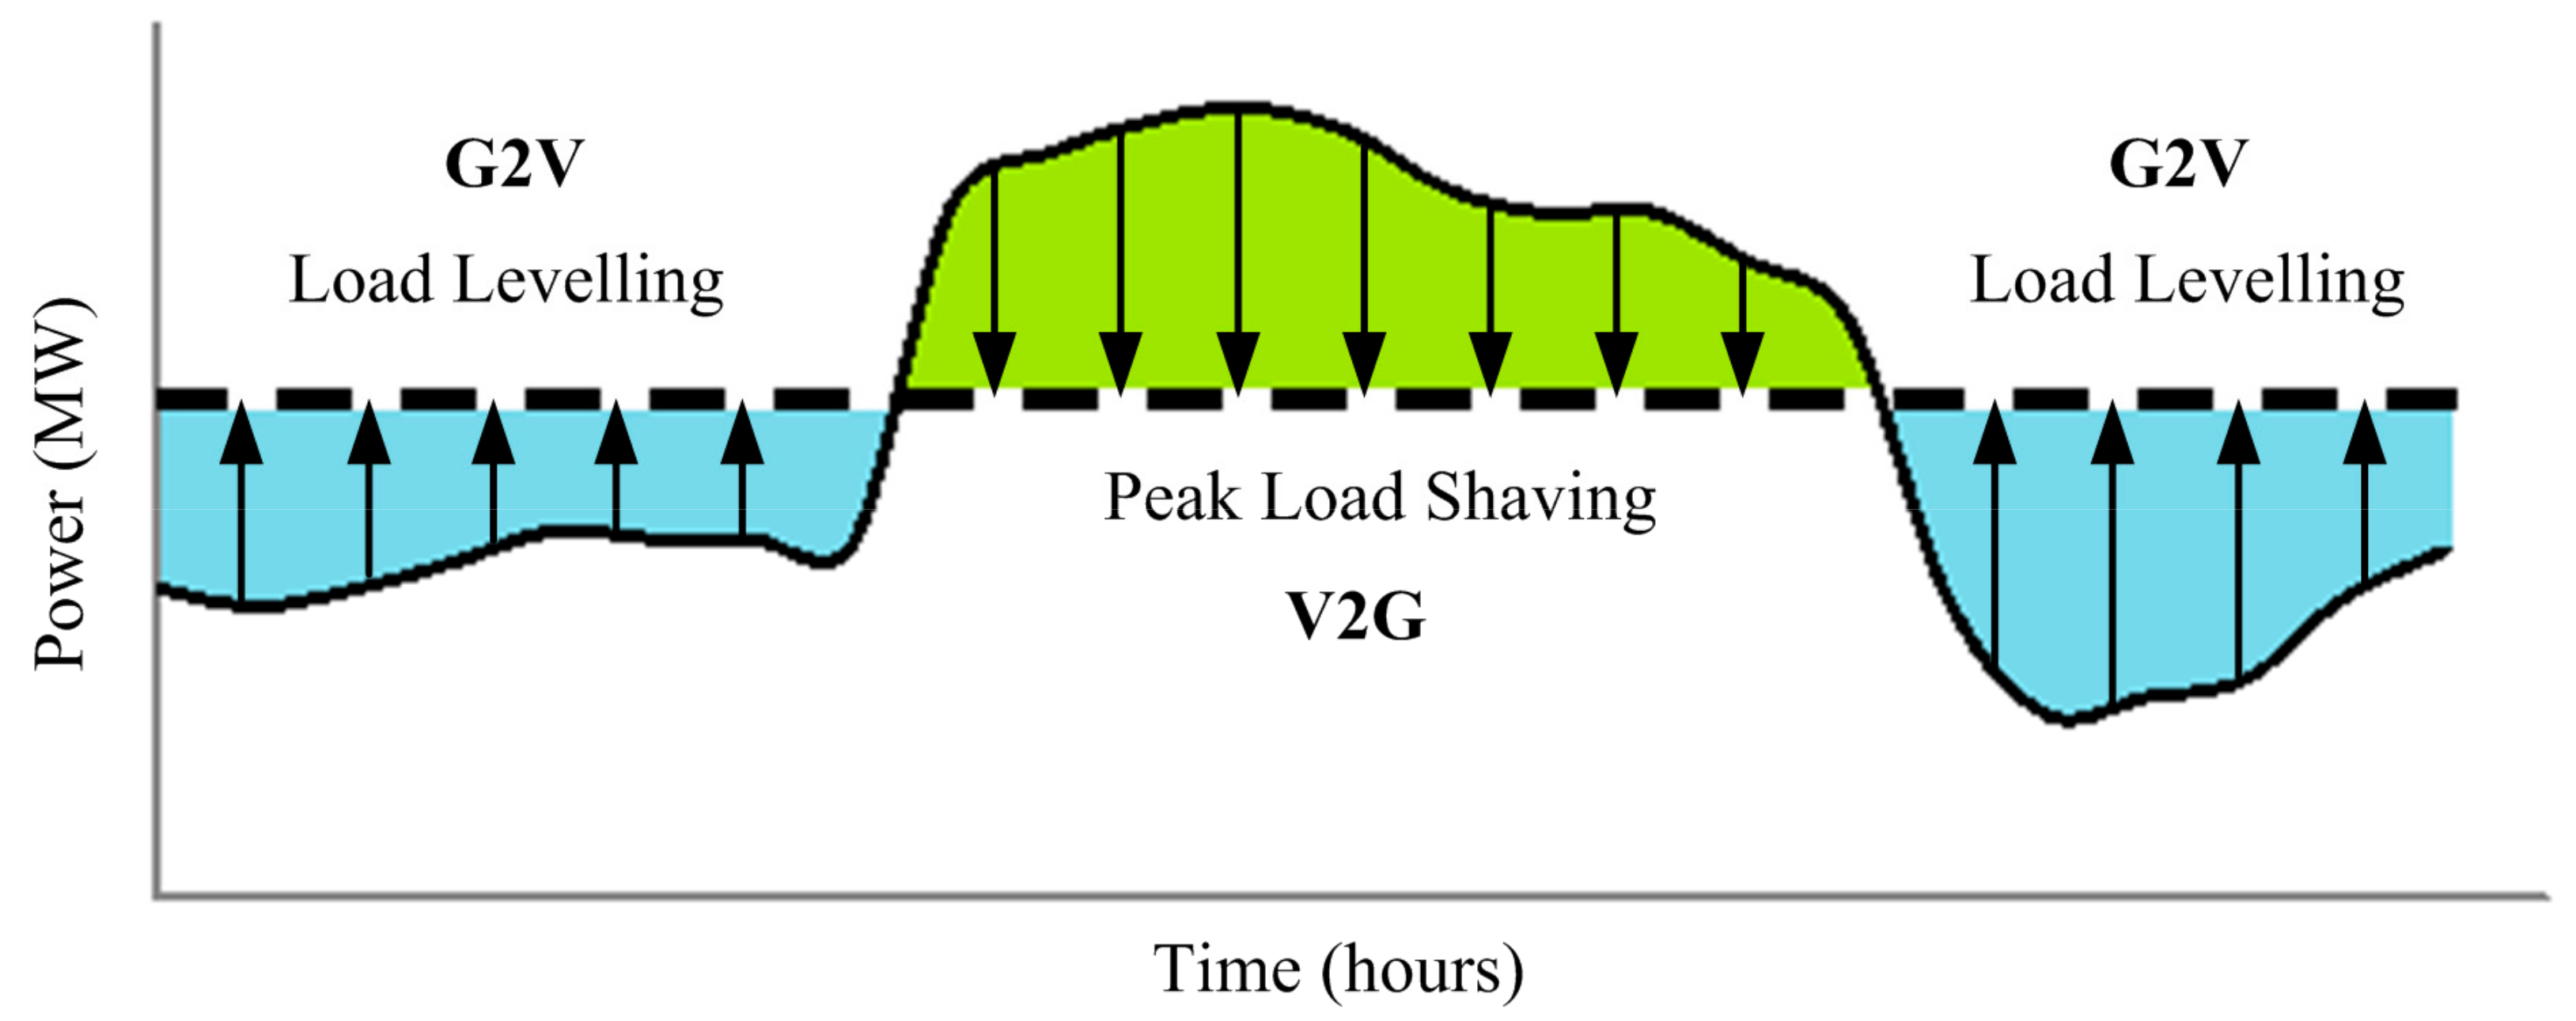 G2V
Load Levelling
G2V
Load Levelling
Power (MW)
Peak Load Shaving
V2G
Time (hours)